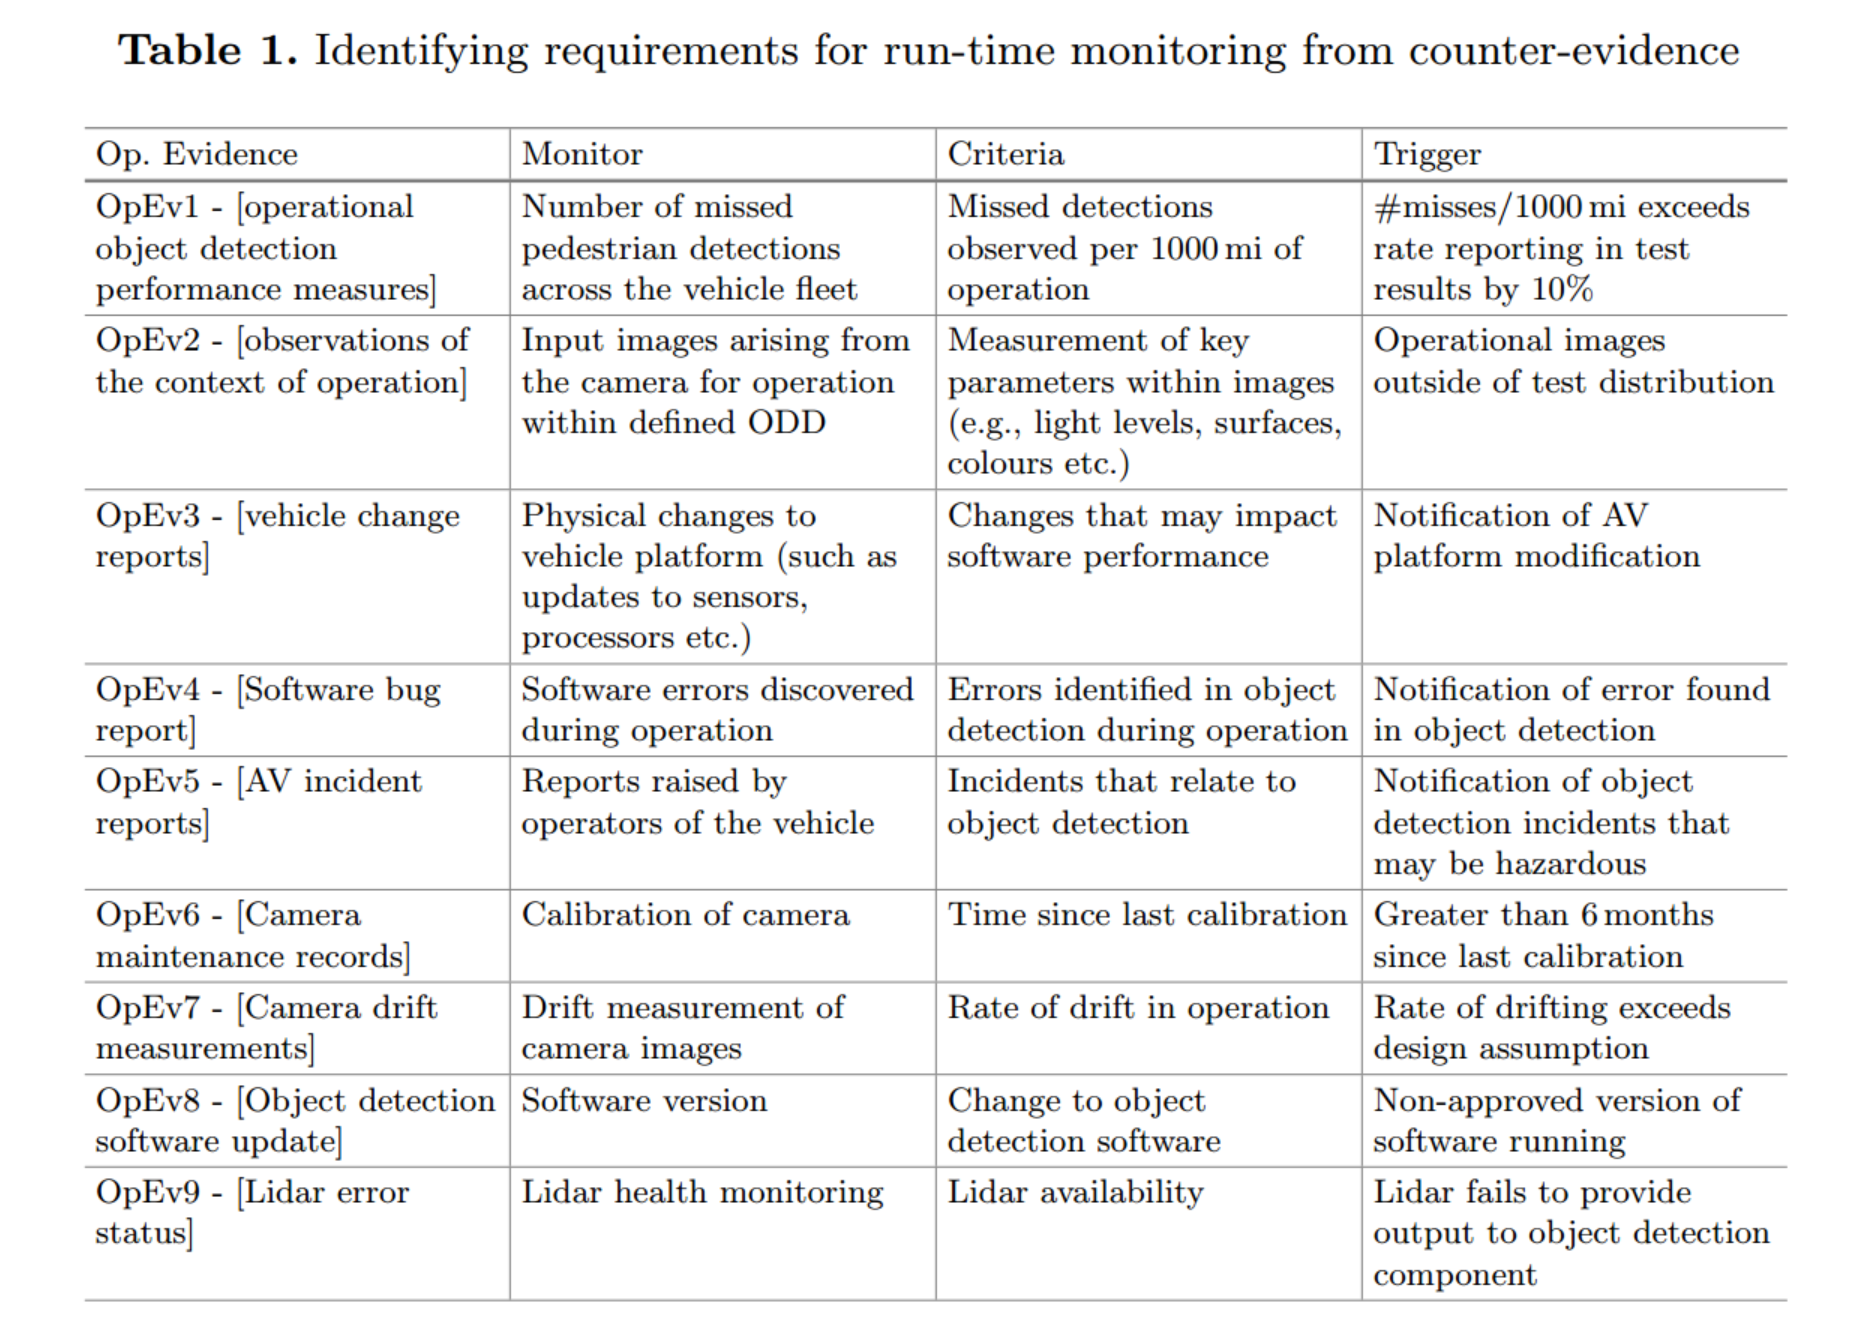 Table 1. Identifying requirements for run-time monitoring from counter-evidence
Op. Evidence
Monitor
Criteria
Trigger
OpEv1 - [operational
object detection
performance measures]
Number of missed
pedestrian detections
across the vehicle fleet
Missed detections
observed per 1000 mi of
operation
#misses/1000 mi exceeds
rate reporting in test
results by 10%
OpEv2 - [observations of
the context of operation]
Input images arising from
the camera for operation
within defined ODD
Measurement of key
parameters within images
(e.g., light levels, surfaces,
colours etc.)
Operational images
outside of test distribution
OpEv3 - [vehicle change
reports]
Physical changes to
vehicle platform (such as
updates to sensors,
processors etc.)
Changes that may impact
software performance
Notification of AV
platform modification
OpEv4 - [Software bug
report]
Software errors discovered
during operation
Errors identified in object
detection during operation
Notification of error found
in object detection
OpEv5 - [AV incident
reports]
Reports raised by
operators of the vehicle
Incidents that relate to
object detection
Notification of object
detection incidents that
may be hazardous
OpEv6 - [Camera
maintenance records]
Calibration of camera
Time since last calibration
Greater than 6 months
since last calibration
OpEv7 - [Camera drift
measurements]
Drift measurement of
camera images
Rate of drift in operation
Rate of drifting exceeds
design assumption
OpEv8 - [Object detection
software update]
Software version
Change to object
detection software
Non-approved version of
software running
OpEv9 - [Lidar error
status]
Lidar health monitoring
Lidar availability
Lidar fails to provide
output to object detection
component